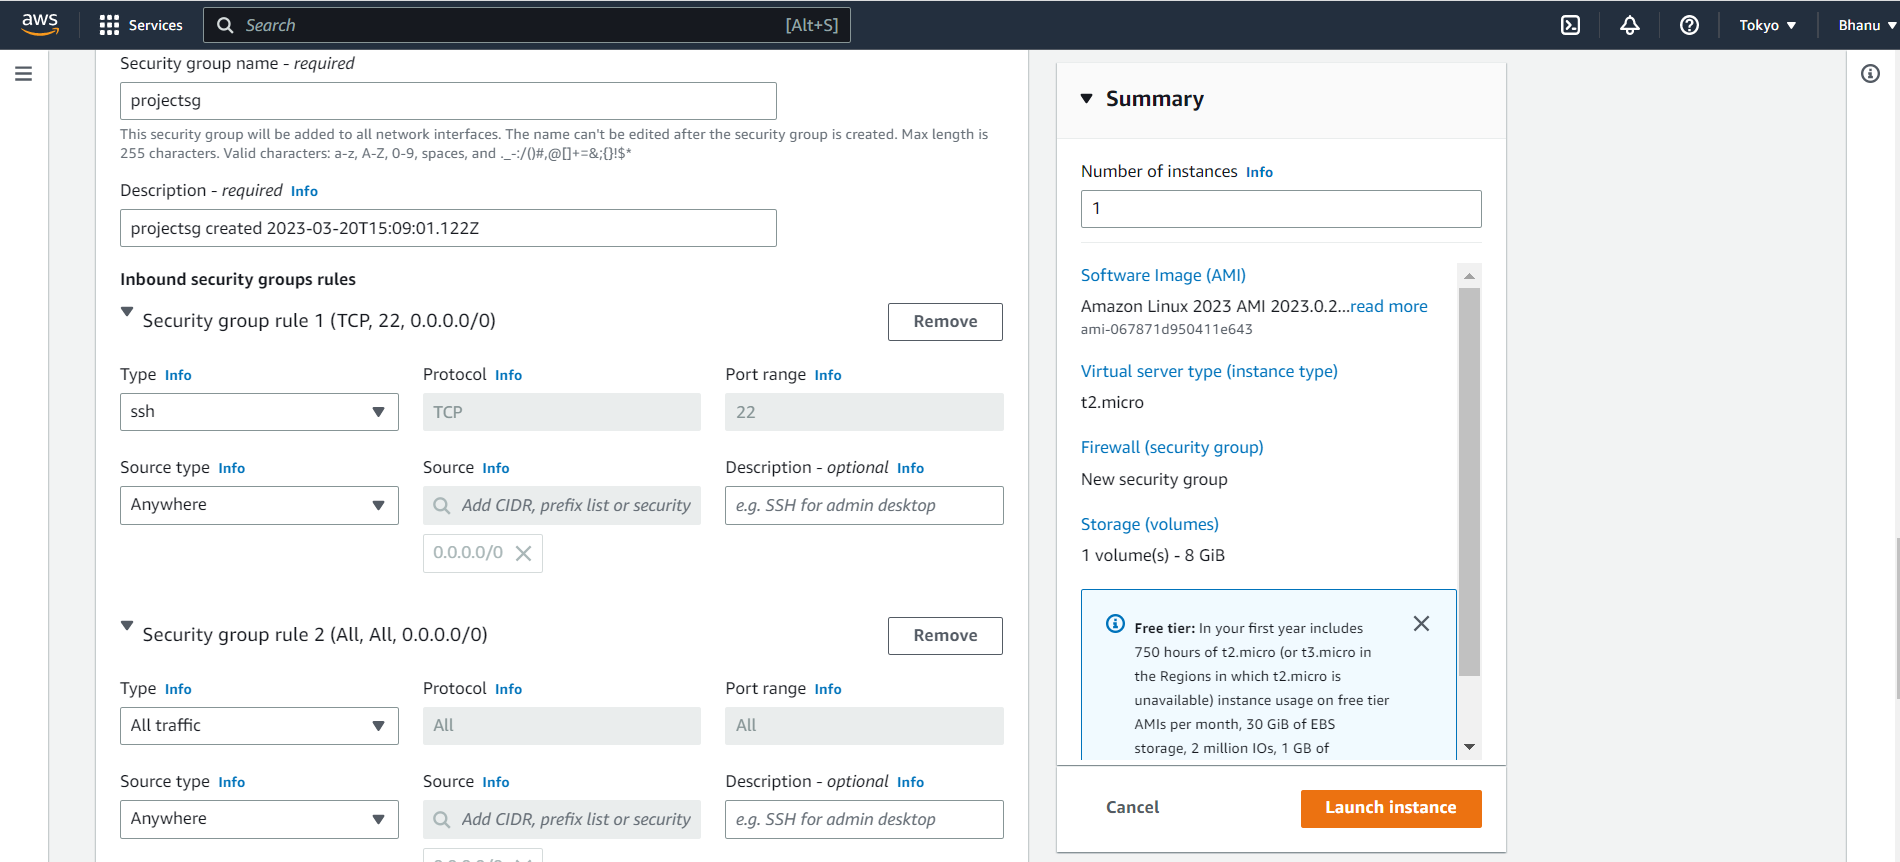 aws
Services
Search
[Alt+S]
Tokyo
Bhanu
Security group name - required
projectsg
This security group will be added to all network interfaces. The name can't be edited after the security group is created. Max length is
255 characters. Valid characters: a-z, A-Z, 0-9, spaces, and ._-:/()#,@[]+=&;{}!$*
Description - required Info
projectsg created 2023-03-20T15:09:01.122Z
Inbound security groups rules
Security group rule 1 (TCP, 22, 0.0.0.0/0)
Remove
Type Info
Protocol Info
Port range Info
ssh
TCP
22
Source type Info
Source Info
Description - optional Info
Anywhere
Add CIDR, prefix list or security
e.g. SSH for admin desktop
0.0.0.0/0
Security group rule 2 (All, All, 0.0.0.0/0)
Remove
Type Info
Protocol Info
Port range Info
All traffic
All
All
Source type Info
Source Info
Description - optional Info
Anywhere
Add CIDR, prefix list or security
e.g. SSH for admin desktop
Summary
Number of instances Info
1
Software Image (AMI)
Amazon Linux 2023 AMI 2023.0.2...read more
ami-067871d950411e643
Virtual server type (instance type)
t2.micro
Firewall (security group)
New security group
Storage (volumes)
1 volume(s) - 8 GiB
Free tier: In your first year includes
750 hours of t2.micro (or t3.micro in
the Regions in which t2.micro is
unavailable) instance usage on free tier
AMIs per month, 30 GiB of EBS
storage, 2 million IOs, 1 GB of
Cancel
Launch instance